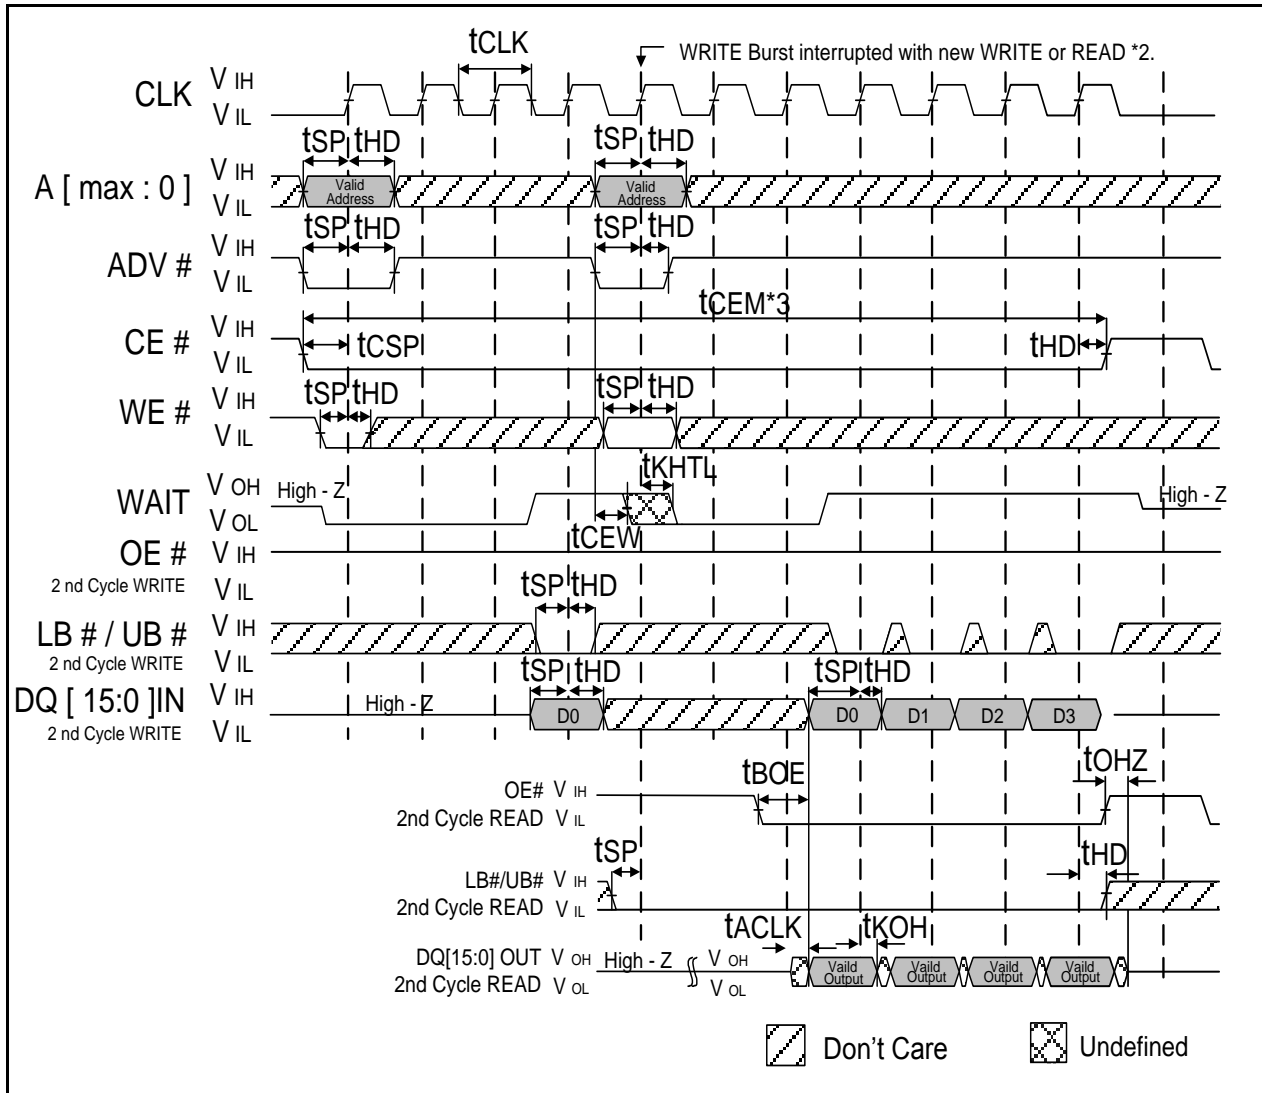 tCLK
WRITE Burst interrupted with new WRITE or READ *2.
CLK
V IH
V IL
tSP tHD
tSP tHD
A [ max : 0 ]
V IH
V IL
Valid
Address
Valid
Address
tSP tHD
tSP tHD
ADV #
V IH
V IL
tCEM*3
CE #
V IH
V IL
tCSP
tHD
tSP tHD
tSP tHD
WE #
V IH
V IL
tKHTL
WAIT
V OH
V OL
High - Z
High - Z
tCEW
OE #
2 nd Cycle WRITE
V IH
V IL
tSP tHD
LB # / UB #
2 nd Cycle WRITE
V IH
V IL
tSP tHD
tSP tHD
DQ [ 15:0 ]IN
2 nd Cycle WRITE
V IH
V IL
High - Z
D0
D0
D1
D2
D3
tBOE
tOHZ
OE# V IH
2nd Cycle READ V IL
tSP
tHD
LB#/UB# V IH
2nd Cycle READ V IL
tACLK
tKOH
DQ[15:0] OUT V OH High - Z V OH
2nd Cycle READ V OL V OL
Vaild
Output
Vaild
Output
Vaild
Output
Vaild
Output
Don't Care
Undefined